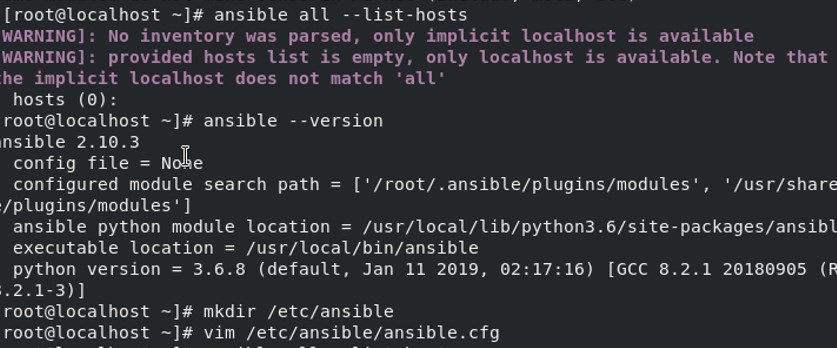 [root@localhost ~]# ansible all --list-hosts
WARNING]: No inventory was parsed, only implicit localhost is available
WARNING]: provided hosts list is empty, only localhost is available. Note that
the implicit localhost does not match 'all'
hosts (0):
root@localhost ~]# ansible --version
ansible 2.10.3
config file = None
configured module search path = ['/root/.ansible/plugins/modules', '/usr/share
e/plugins/modules']
ansible python module location = /usr/local/lib/python3.6/site-packages/ansibl
executable location = /usr/local/bin/ansible
python version = 3.6.8 (default, Jan 11 2019, 02:17:16) [GCC 8.2.1 20180905 (R
8.2.1-3)]
root@localhost ~]# mkdir /etc/ansible
root@localhost ~]# vim /etc/ansible/ansible.cfg